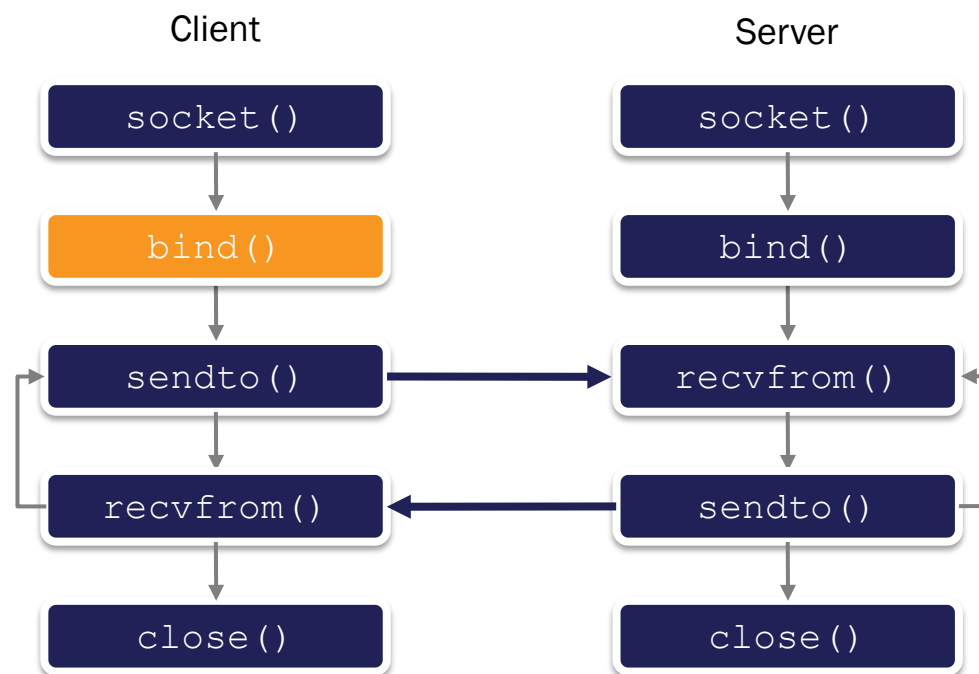 Client
Server
socket()
socket()
bind()
bind()
sendto()
recvfrom()
recvfrom()
sendto()
close()
close()